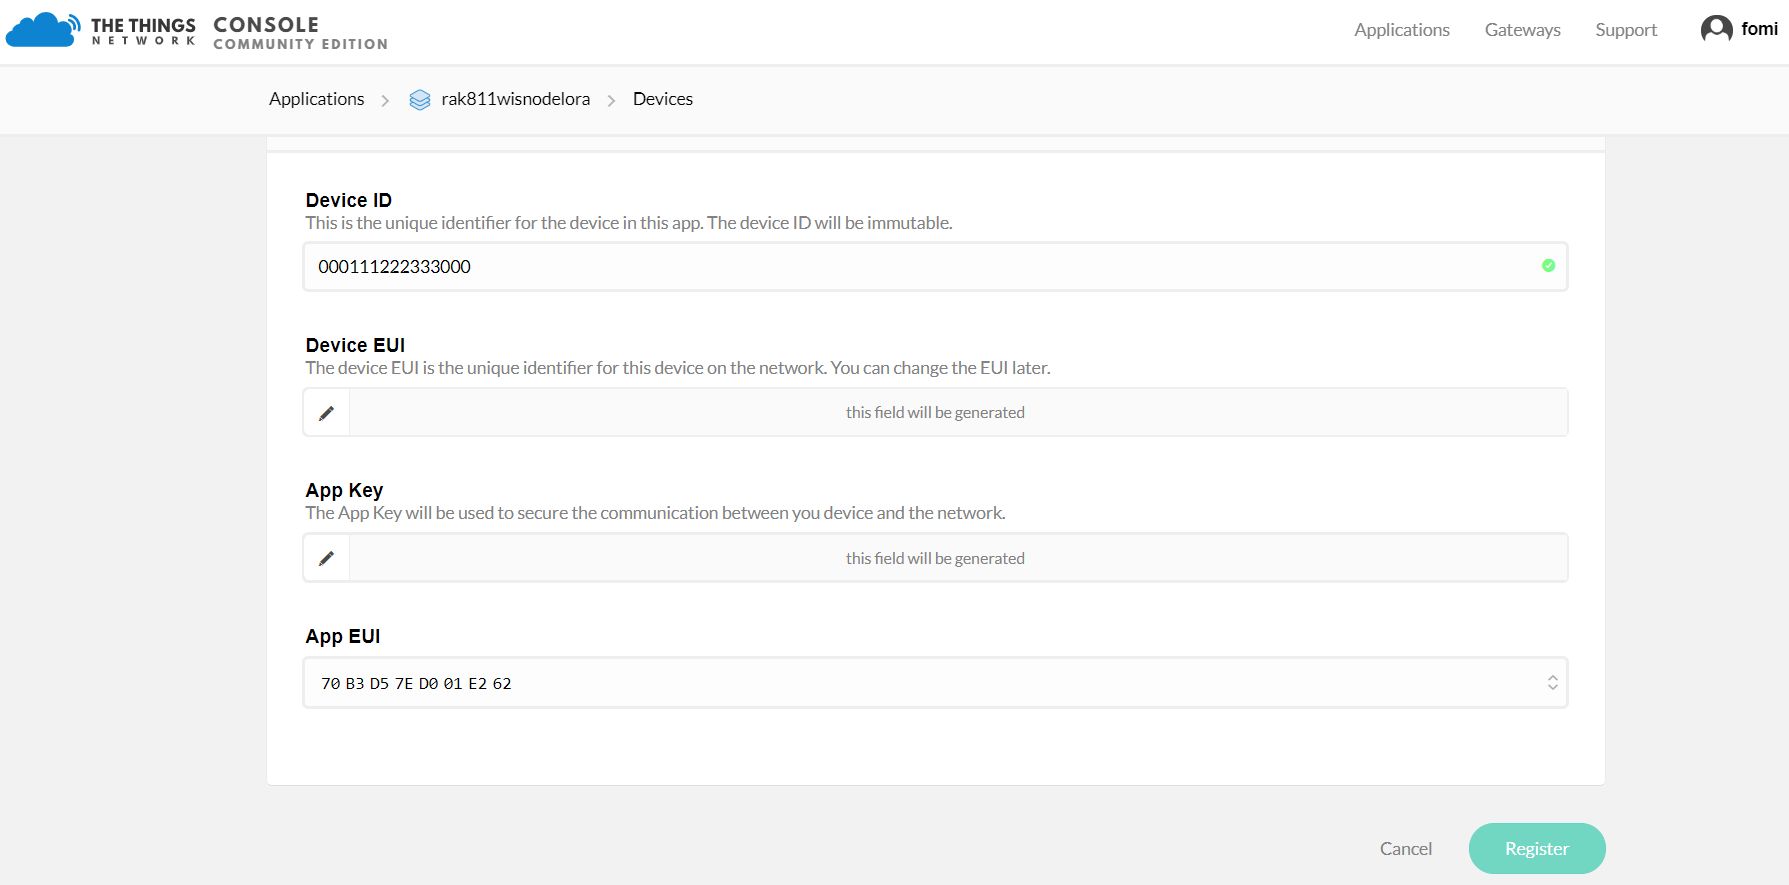 THE THINGS CONSOLE
NETWORK COMMUNITY EDITION
Applications Gateways Support fomi
Applications rak811wisnodelora Devices
Device ID
This is the unique identifier for the device in this app. The device ID will be immutable.
000111222333000
Device EUI
The device EUI is the unique identifier for this device on the network. You can change the EUI later.
this field will be generated
App Key
The App Key will be used to secure the communication between you device and the network.
this field will be generated
App EUI
70 B3 D5 7E D0 01 E2 62
Cancel Register